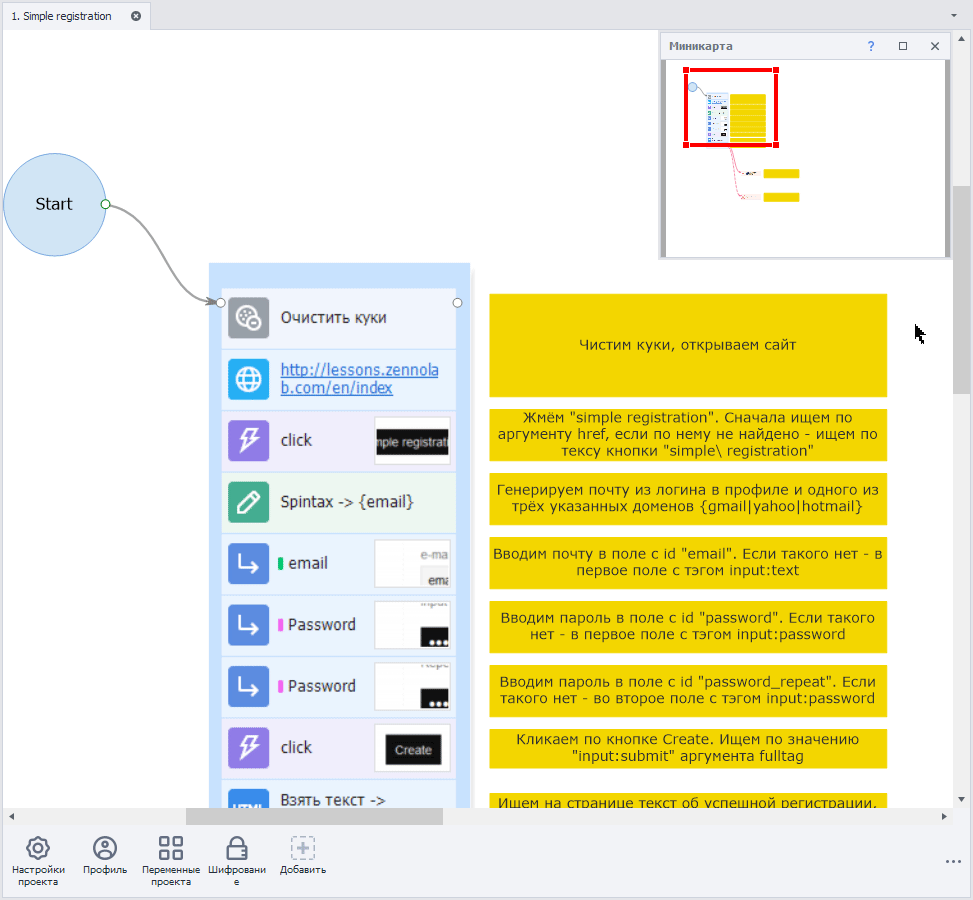 1. Simple registration
Миникарта
?
Start
Очистить куки
http://lessons.zennola
b.com/en/index
click
mple registrati
Spintax -> {email}
email
e-ma
ema
Password
Password
click
Create
Взять текст ->
Чистим куки, открываем сайт
Жмём "simple registration". Сначала ищем по
аргументу href, если по нему не найдено - ищем по
тексу кнопки "simple\ registration"
Генерируем почту из логина в профиле и одного из
трёх указанных доменов {gmail|yahoo|hotmail}
Вводим почту в поле с id "email". Если такого нет - в
первое поле с тэгом input:text
Вводим пароль в поле с id "password". Если такого
нет - в первое поле с тэгом input:password
Вводим пароль в поле с id "password_repeat". Если
такого нет - во второе поле с тэгом input:password
Кликаем по кнопке Create. Ищем по значению
"input:submit" аргумента fulltag
Ищем на странице текст об успешной регистрации.
Настройки
проекта
Профиль
Переменные
проекта
Шифровани
е
Добавить